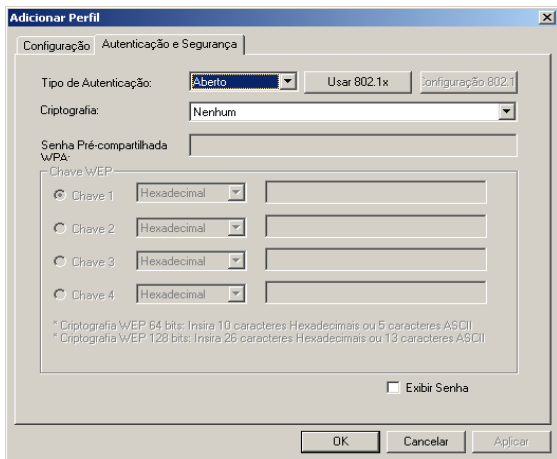 Adicionar Perfil
Configuração Autenticação e Segurança
Tipo de Autenticação: Aberto Usar 802.1x Configuração 802.1
Criptografia: Nenhum
Senha Pré-compartilhada
WPA:
Chave WEP
Chave 1 Hexadecimal
Chave 2 Hexadecimal
Chave 3 Hexadecimal
Chave 4 Hexadecimal
* Criptografia WEP 64 bits: Insira 10 caracteres Hexadecimais ou 5 caracteres ASCII
* Criptografia WEP 128 bits: Insira 26 caracteres Hexadecimais ou 13 caracteres ASCII
Exibir Senha
OK Cancelar Aplicar